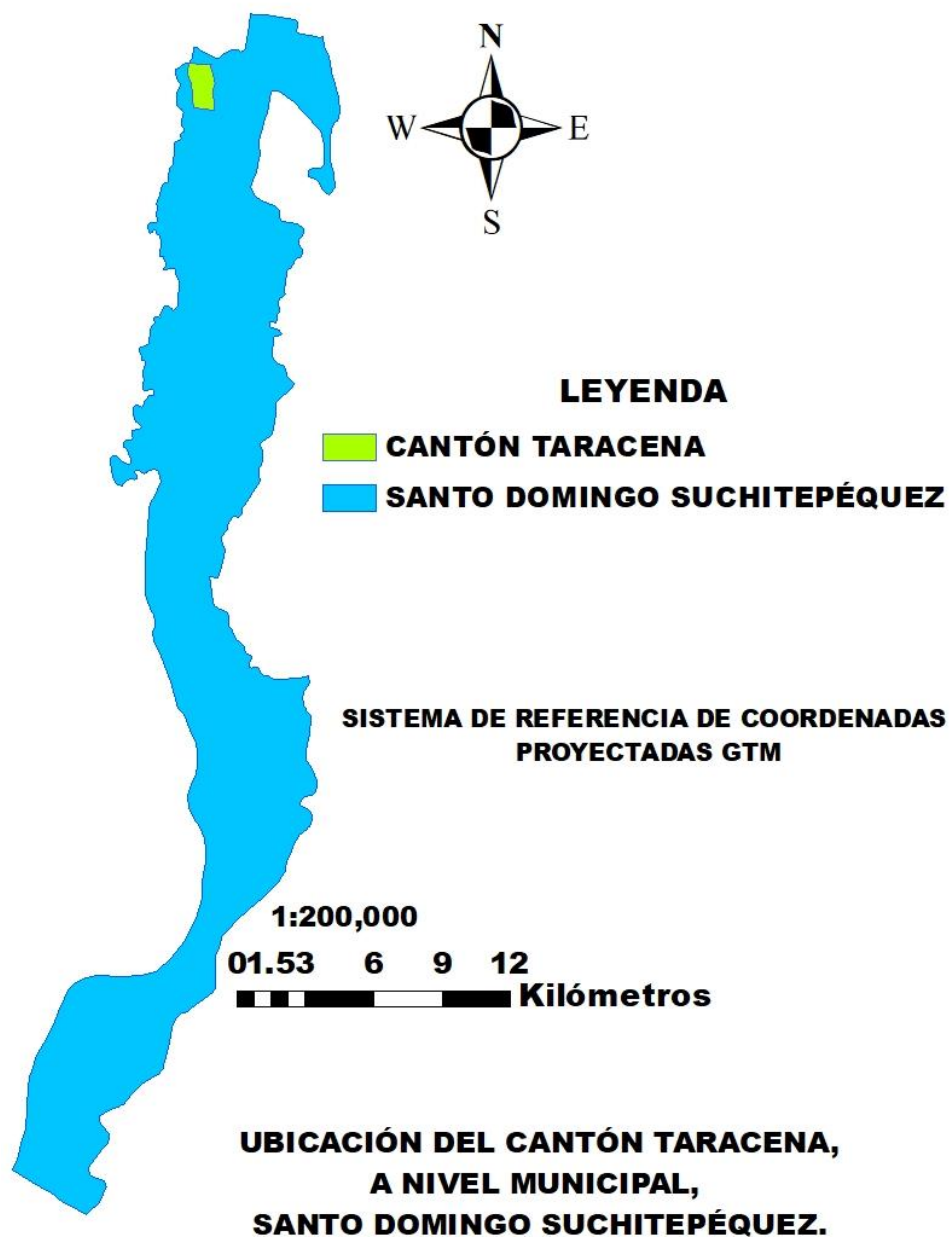 N
W E
S
LEYENDA
CANTÓN TARACENA
SANTO DOMINGO SUCHITEPÉQUEZ
SISTEMA DE REFERENCIA DE COORDENADAS
PROYECTADAS GTM
1:200,000
01.53 6 9 12
Kilómetros
UBICACIÓN DEL CANTÓN TARACENA,
A NIVEL MUNICIPAL,
SANTO DOMINGO SUCHITEPÉQUEZ.